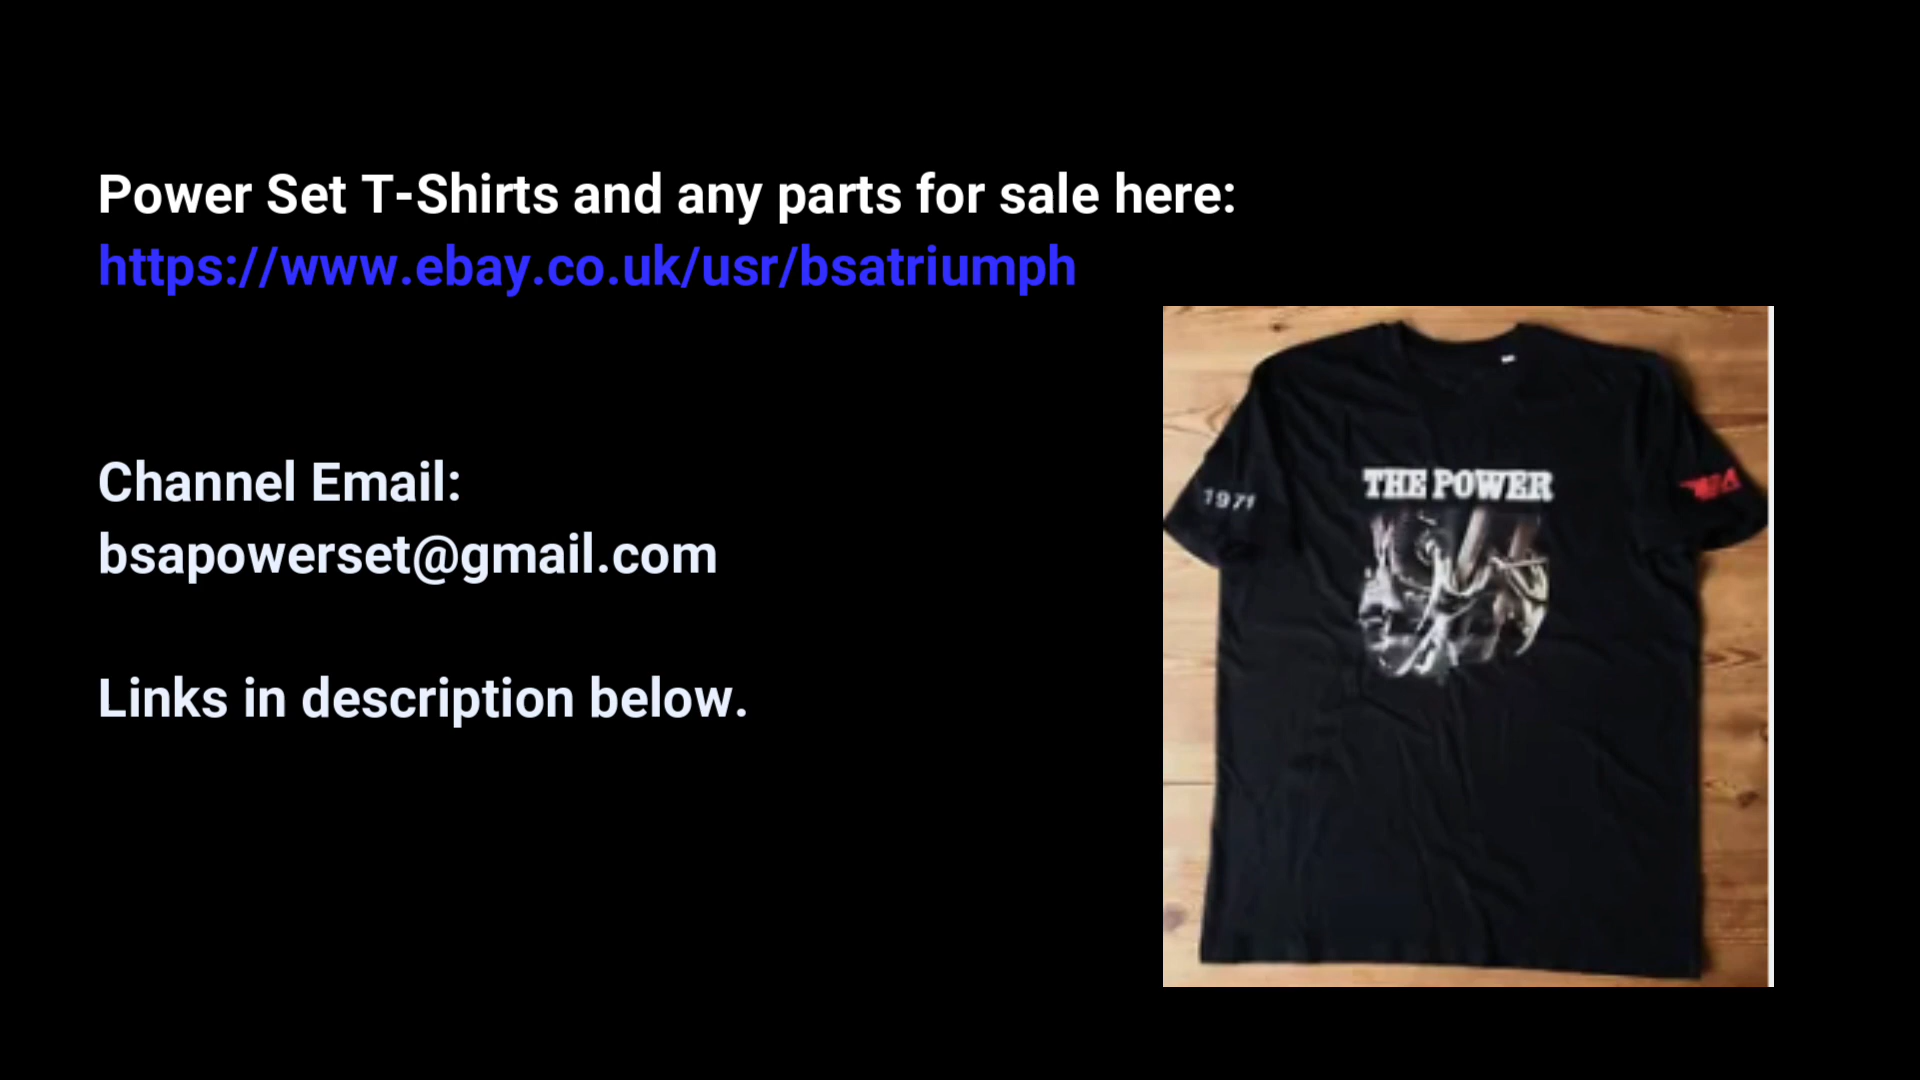 Power Set T-Shirts and any parts for sale here:
https://www.ebay.co.uk/usr/bsatriumph
Channel Email:
bsapowerset@gmail.com
Links in description below.
THE POWER
1971
BSA